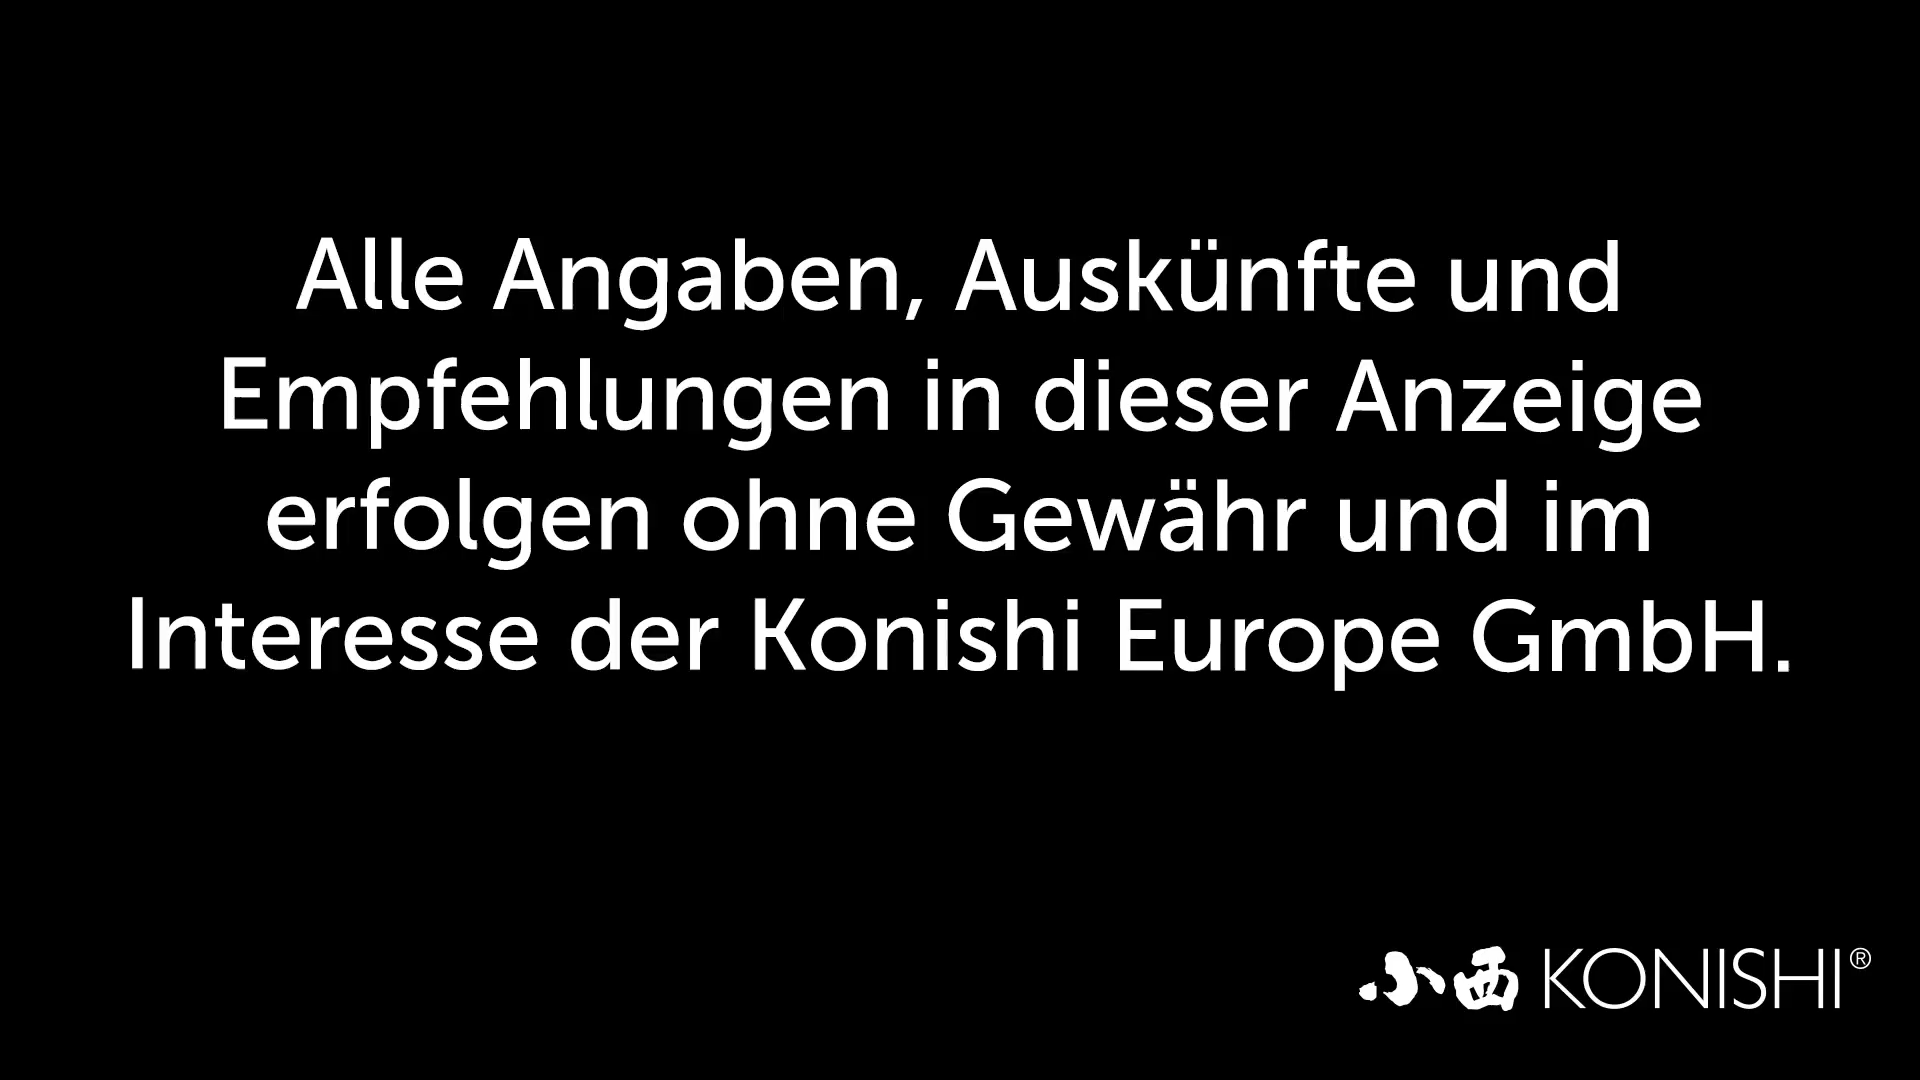 Alle Angaben, Auskünfte und
Empfehlungen in dieser Anzeige
erfolgen ohne Gewähr und im
Interesse der Konishi Europe GmbH.
小西 KONISHI®